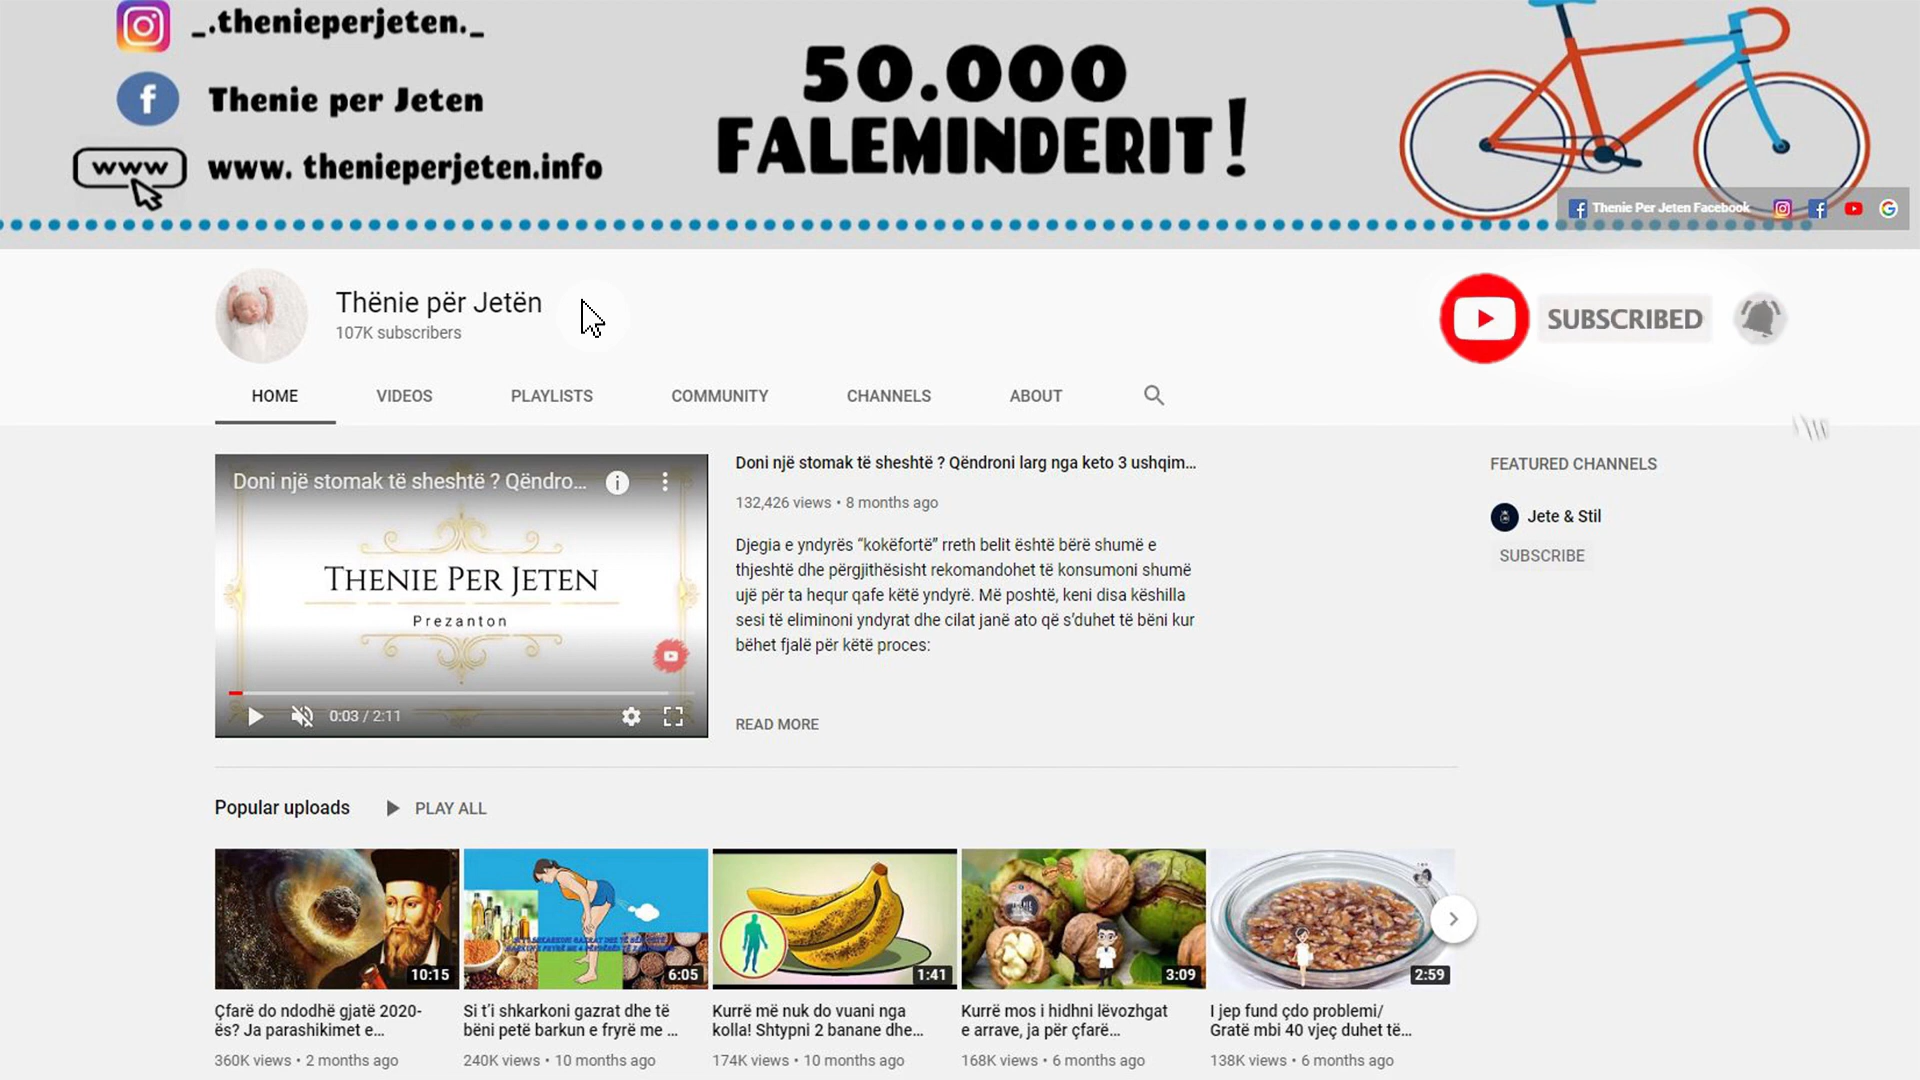 _.thenieperjeten._
Thenie per Jeten
www
www. thenieperjeten.info
50.000
FALEMINDERIT!
Thenie Per Jeten Facebook
Thënie për Jetën
107K subscribers
SUBSCRIBED
HOME
VIDEOS
PLAYLISTS
COMMUNITY
CHANNELS
ABOUT
Doni një stomak të sheshtë ? Qëndro...
THENIE PER JETEN
Prezanton
0:03 / 2:11
Doni një stomak të sheshtë ? Qëndroni larg nga keto 3 ushqim...
132,426 views • 8 months ago
Djegia e yndyrës “kokëfortë” rreth belit është bërë shumë e
thjeshtë dhe përgjithësisht rekomandohet të konsumoni shumë
ujë për ta hequr qafe këtë yndyrë. Më poshtë, keni disa këshilla
sesi të eliminoni yndyrat dhe cilat janë ato që s’duhet të bëni kur
bëhet fjalë për këtë proces:
READ MORE
FEATURED CHANNELS
Jete & Stil
SUBSCRIBE
Popular uploads
PLAY ALL
10:15
6:05
1:41
3:09
2:59
Çfarë do ndodhë gjatë 2020-
ës? Ja parashikimet e...
360K views • 2 months ago
Si t’i shkarkoni gazrat dhe të
bëni petë barkun e fryrë me ...
240K views • 10 months ago
Kurrë më nuk do vuani nga
kolla! Shtypni 2 banane dhe...
174K views • 10 months ago
Kurrë mos i hidhni lëvozhgat
e arrave, ja për çfarë...
168K views • 6 months ago
I jep fund çdo problemi/
Gratë mbi 40 vjeç duhet të...
138K views • 6 months ago